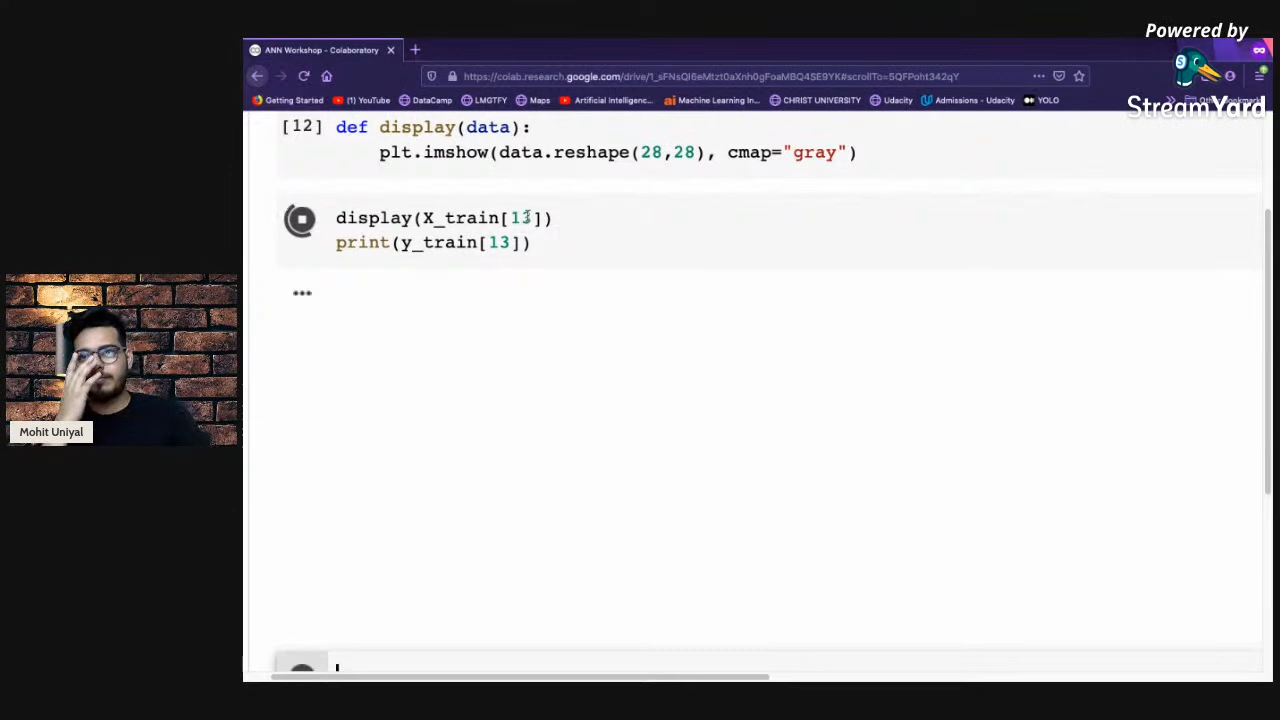 Powered by
StreamYard
ANN Workshop - Colaboratory
https://colab.research.google.com/drive/1_sFNsQI6eMtzt0aXnh0gFoaMBQ4SE9YK#scrollTo=5QFPoht342qY
Getting Started
(1) YouTube
DataCamp
LMGTFY
Maps
Artificial Intelligenc...
Machine Learning In...
CHRIST UNIVERSITY
Udacity
Admissions - Udacity
YOLO
[12] def display(data):
plt.imshow(data.reshape(28,28), cmap="gray")
display(X_train[13])
print(y_train[13])
Mohit Uniyal